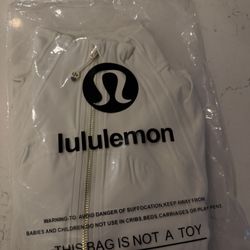 lululemon
WARNING-TO AVOID DANGER OF SUFFOCATION,KEEP AWAY FROM
BABIES AND CHILDREN.DO NOT USE IN CRIBS,BEDS,CARRIAGES OR PLAY PENS.
THIS BAG IS NOT A TOY